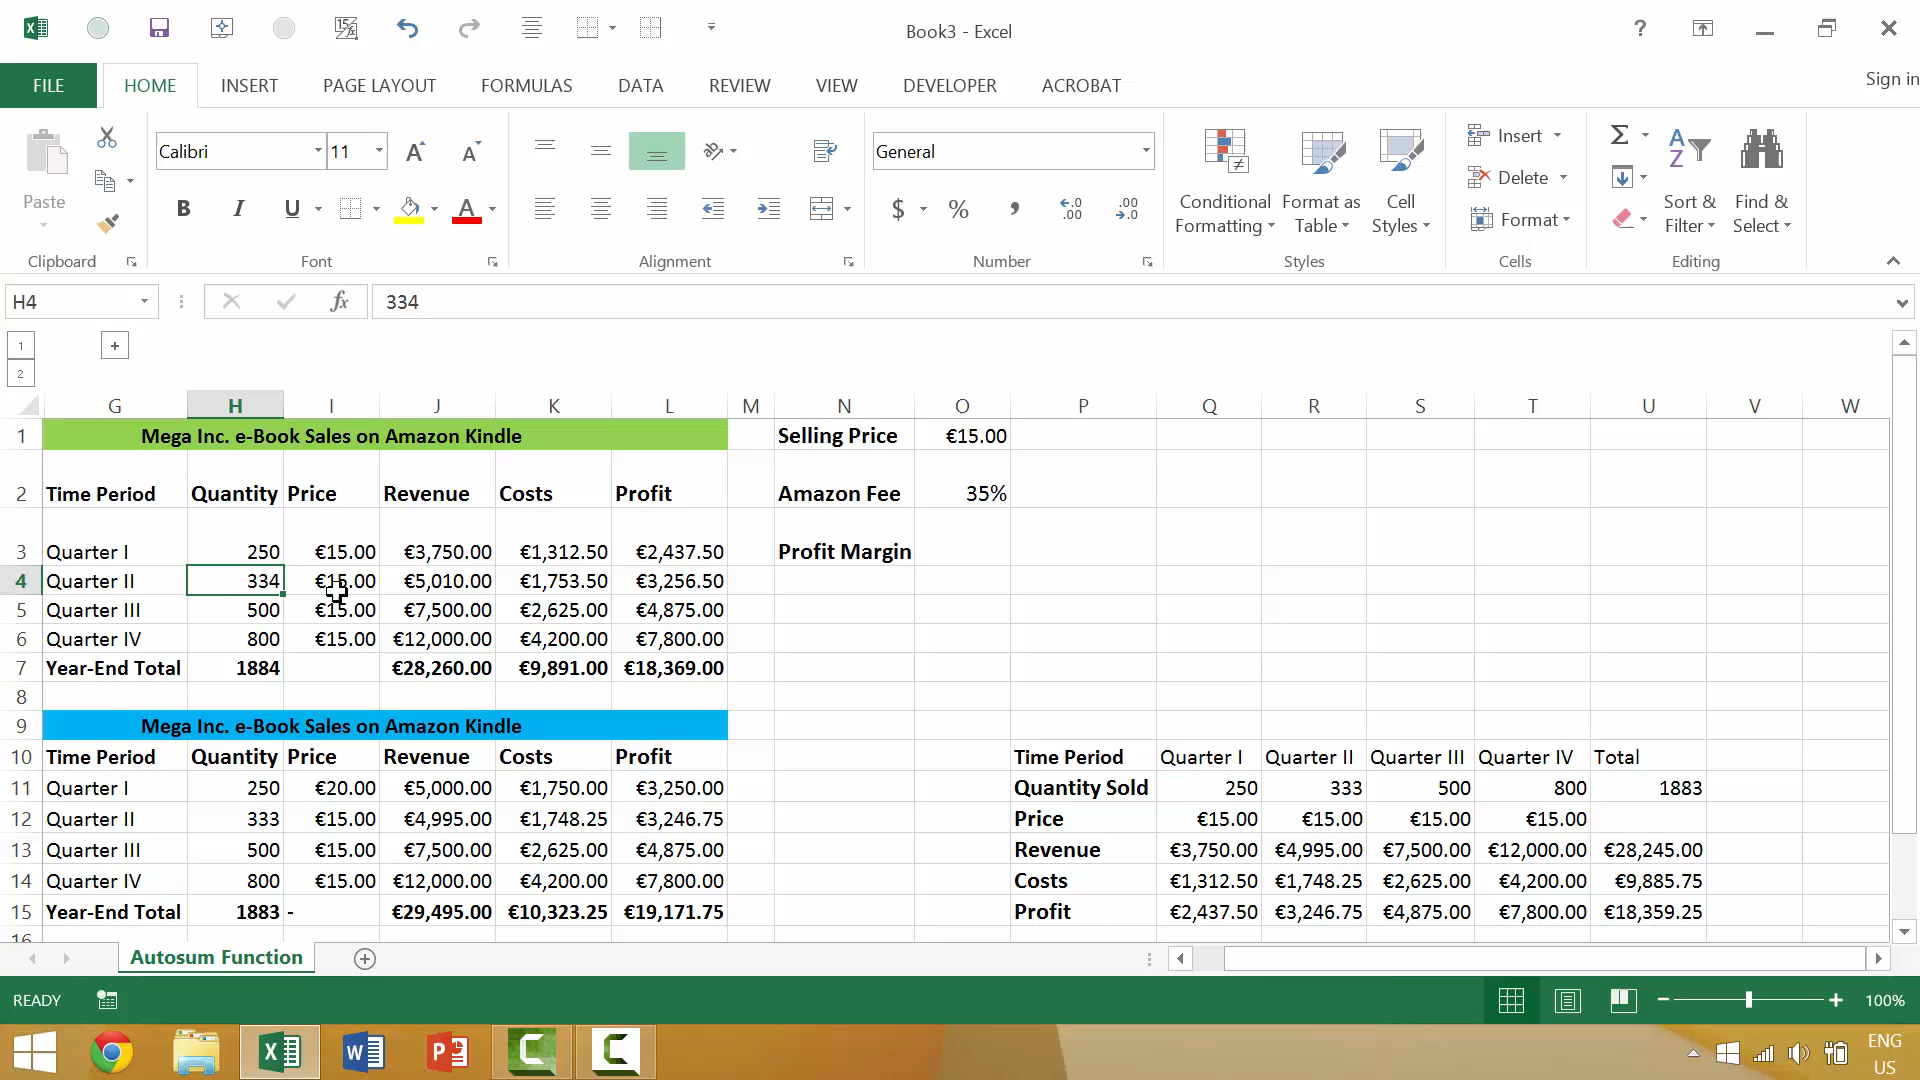 Book3 - Excel
?
FILE HOME INSERT PAGE LAYOUT FORMULAS DATA REVIEW VIEW DEVELOPER ACROBAT Sign in
Paste
Clipboard
Calibri 11
B I U
Font
Alignment
General
$ % ,
Number
Conditional Formatting
Format as Table
Cell Styles
Styles
Insert
Delete
Format
Cells
Sort & Filter
Find & Select
Editing
H4 fx 334
1
2
G H I J K L M N O P Q R S T U V W
1 Mega Inc. e-Book Sales on Amazon Kindle Selling Price €15.00
2 Time Period Quantity Price Revenue Costs Profit Amazon Fee 35%
3 Quarter I 250 €15.00 €3,750.00 €1,312.50 €2,437.50 Profit Margin
4 Quarter II 334 €15.00 €5,010.00 €1,753.50 €3,256.50
5 Quarter III 500 €15.00 €7,500.00 €2,625.00 €4,875.00
6 Quarter IV 800 €15.00 €12,000.00 €4,200.00 €7,800.00
7 Year-End Total 1884 €28,260.00 €9,891.00 €18,369.00
8
9 Mega Inc. e-Book Sales on Amazon Kindle
10 Time Period Quantity Price Revenue Costs Profit Time Period Quarter I Quarter II Quarter III Quarter IV Total
11 Quarter I 250 €20.00 €5,000.00 €1,750.00 €3,250.00 Quantity Sold 250 333 500 800 1883
12 Quarter II 333 €15.00 €4,995.00 €1,748.25 €3,246.75 Price €15.00 €15.00 €15.00 €15.00
13 Quarter III 500 €15.00 €7,500.00 €2,625.00 €4,875.00 Revenue €3,750.00 €4,995.00 €7,500.00 €12,000.00 €28,245.00
14 Quarter IV 800 €15.00 €12,000.00 €4,200.00 €7,800.00 Costs €1,312.50 €1,748.25 €2,625.00 €4,200.00 €9,885.75
15 Year-End Total 1883 - €29,495.00 €10,323.25 €19,171.75 Profit €2,437.50 €3,246.75 €4,875.00 €7,800.00 €18,359.25
16
Autosum Function
READY 100%
ENG
US